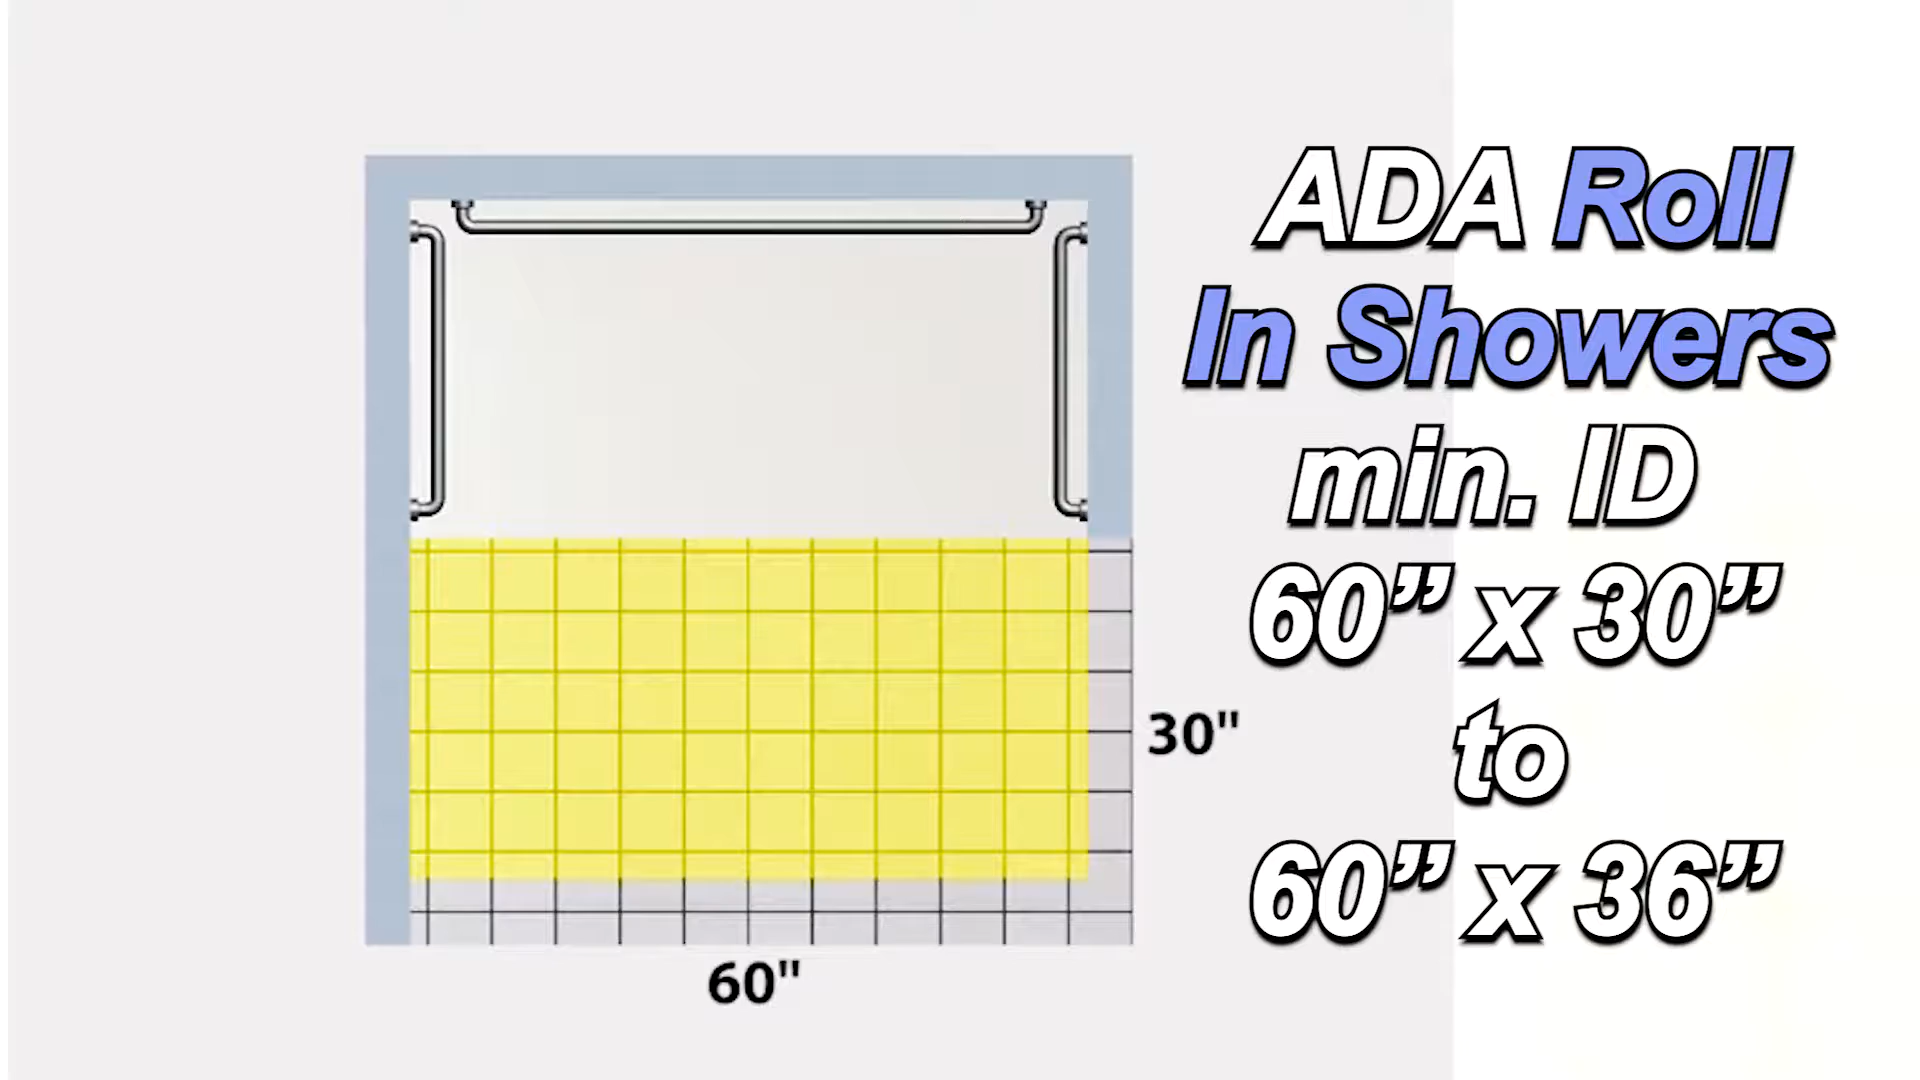 ADA Roll
In Showers
min. ID
60” x 30”
to
60” x 36”
30"
60"